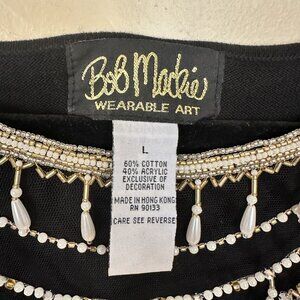 Bob Mackie
WEARABLE ART
L
60% COTTON
40% ACRYLIC
EXCLUSIVE OF
DECORATION
MADE IN HONG KONG
RN 90133
CARE SEE REVERSE